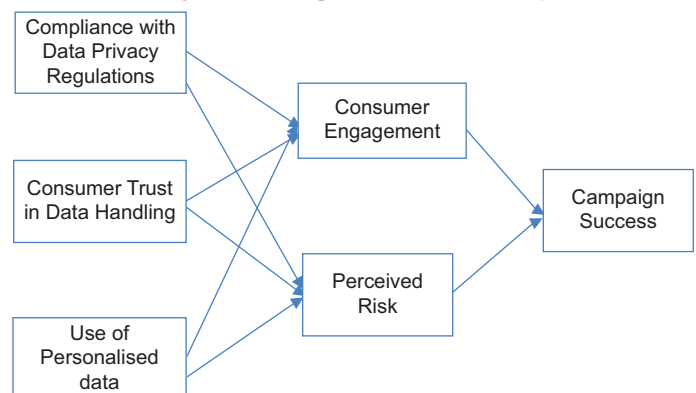 Compliance with
Data Privacy
Regulations
Consumer
Engagement
Consumer Trust
in Data Handling
Campaign
Success
Perceived
Risk
Use of
Personalised
data